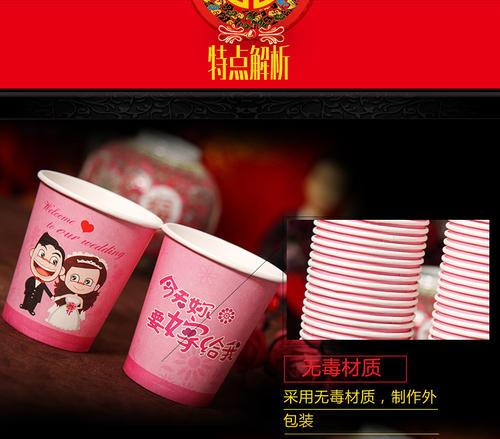 特点解析
Welcome
to our wedding
今天妳
要嫁给我
无毒材质
采用无毒材质，制作外
包装